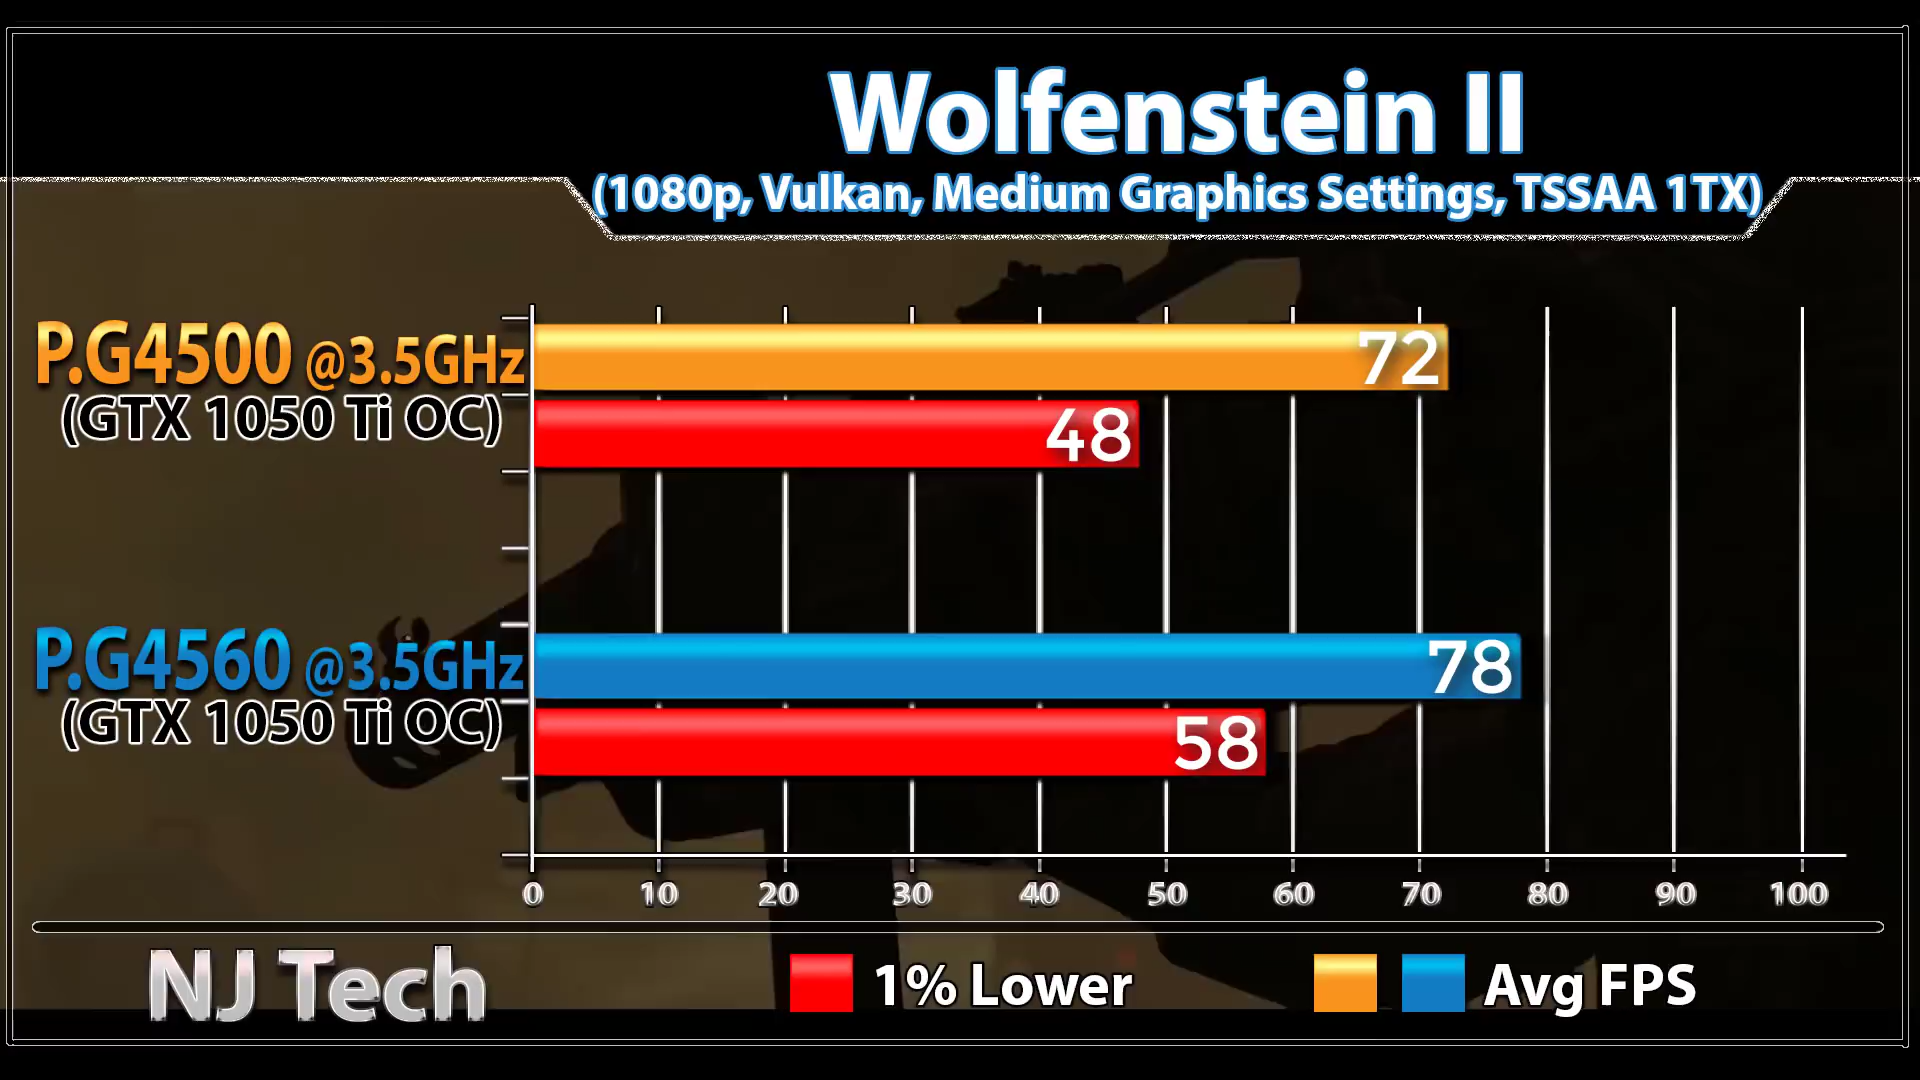 Wolfenstein II
(1080p, Vulkan, Medium Graphics Settings, TSSAA 1TX)
P.G4500 @3.5GHz
(GTX 1050 Ti OC)
72
48
P.G4560 @3.5GHz
(GTX 1050 Ti OC)
78
58
0 10 20 30 40 50 60 70 80 90 100
NJ Tech
1% Lower
Avg FPS